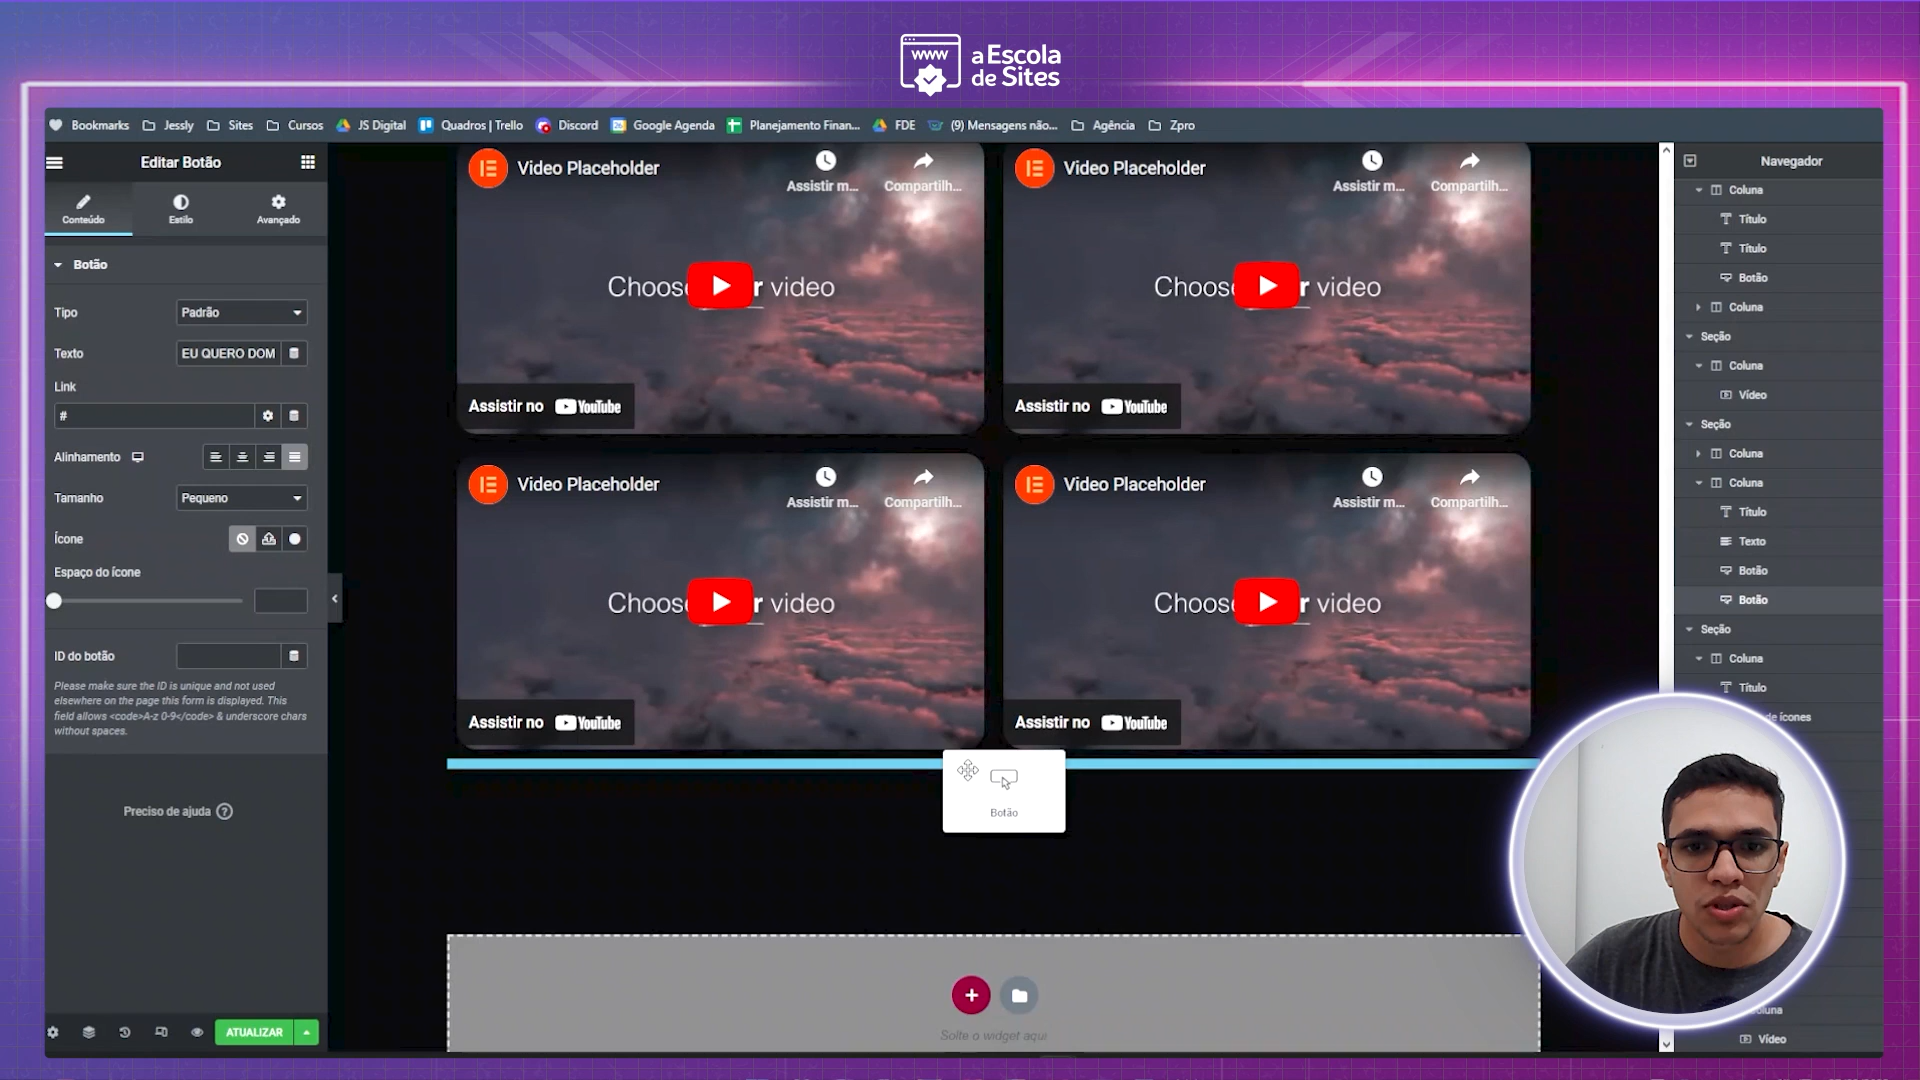 www
a Escola
de Sites
Bookmarks Jessly Sites Cursos JS Digital Quadros | Trello Discord Google Agenda Planejamento Finan... FDE (9) Mensagens não... Agência Zpro
Editar Botão
Conteúdo Estilo Avançado
Botão
Tipo Padrão
Texto EU QUERO DOM
Link
#
Alinhamento
Tamanho Pequeno
Ícone
Espaço do ícone
ID do botão
Please make sure the ID is unique and not used
elsewhere on the page this form is displayed. This
field allows <code>A-z 0-9</code> & underscore chars
without spaces.
Preciso de ajuda ?
ATUALIZAR
Video Placeholder Assistir m... Compartilh...
Video Placeholder Assistir m... Compartilh...
video
video
Assistir no YouTube
Assistir no YouTube
Video Placeholder Assistir m... Compartilh...
Video Placeholder Assistir m... Compartilh...
video
video
Assistir no YouTube
Assistir no YouTube
Botão
Solte o widget aqui
Navegador
Coluna
Título
Título
Botão
Coluna
Seção
Coluna
Vídeo
Seção
Coluna
Coluna
Título
Texto
Botão
Botão
Seção
Coluna
Título
de ícones
Vídeo